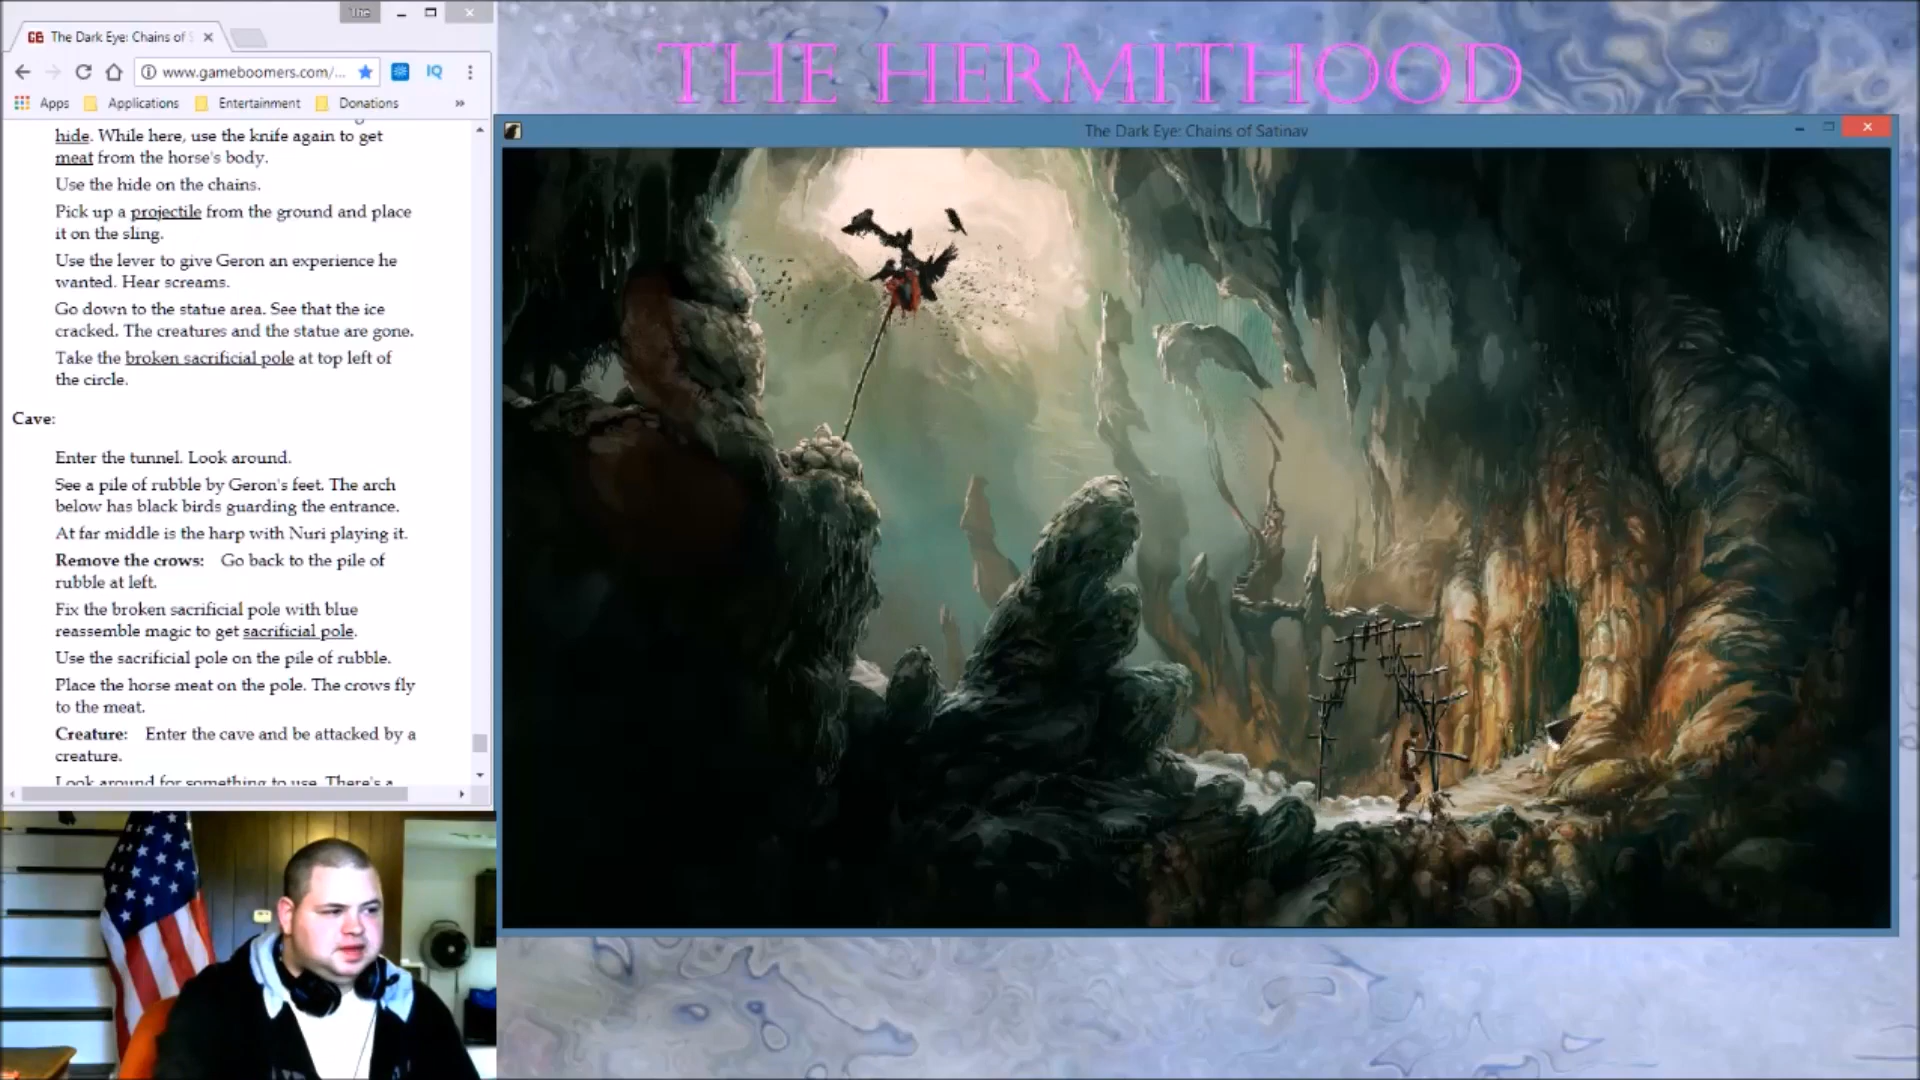 The
The Dark Eye: Chains of S
www.gameboomers.com/...
IQ
Apps
Applications
Entertainment
Donations
»
hide. While here, use the knife again to get
meat from the horse's body.
Use the hide on the chains.
Pick up a projectile from the ground and place
it on the sling.
Use the lever to give Geron an experience he
wanted. Hear screams.
Go down to the statue area. See that the ice
cracked. The creatures and the statue are gone.
Take the broken sacrificial pole at top left of
the circle.
Cave:
Enter the tunnel. Look around.
See a pile of rubble by Geron's feet. The arch
below has black birds guarding the entrance.
At far middle is the harp with Nuri playing it.
Remove the crows: Go back to the pile of
rubble at left.
Fix the broken sacrificial pole with blue
reassemble magic to get sacrificial pole.
Use the sacrificial pole on the pile of rubble.
Place the horse meat on the pole. The crows fly
to the meat.
Creature: Enter the cave and be attacked by a
creature.
Look around for something to use. There's a
THE HERMITHOOD
The Dark Eye: Chains of Satinav